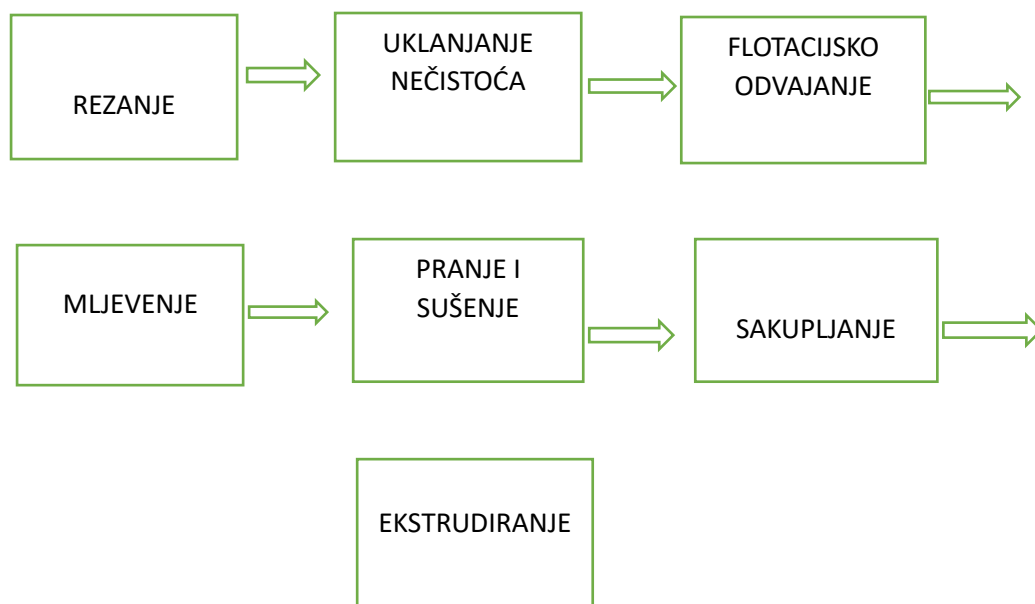 REZANJE
UKLANJANJE
NEČISTOĆA
FLOTACIJSKO
ODVAJANJE
MLJEVENJE
PRANJE I
SUŠENJE
SAKUPLJANJE
EKSTRUDIRANJE